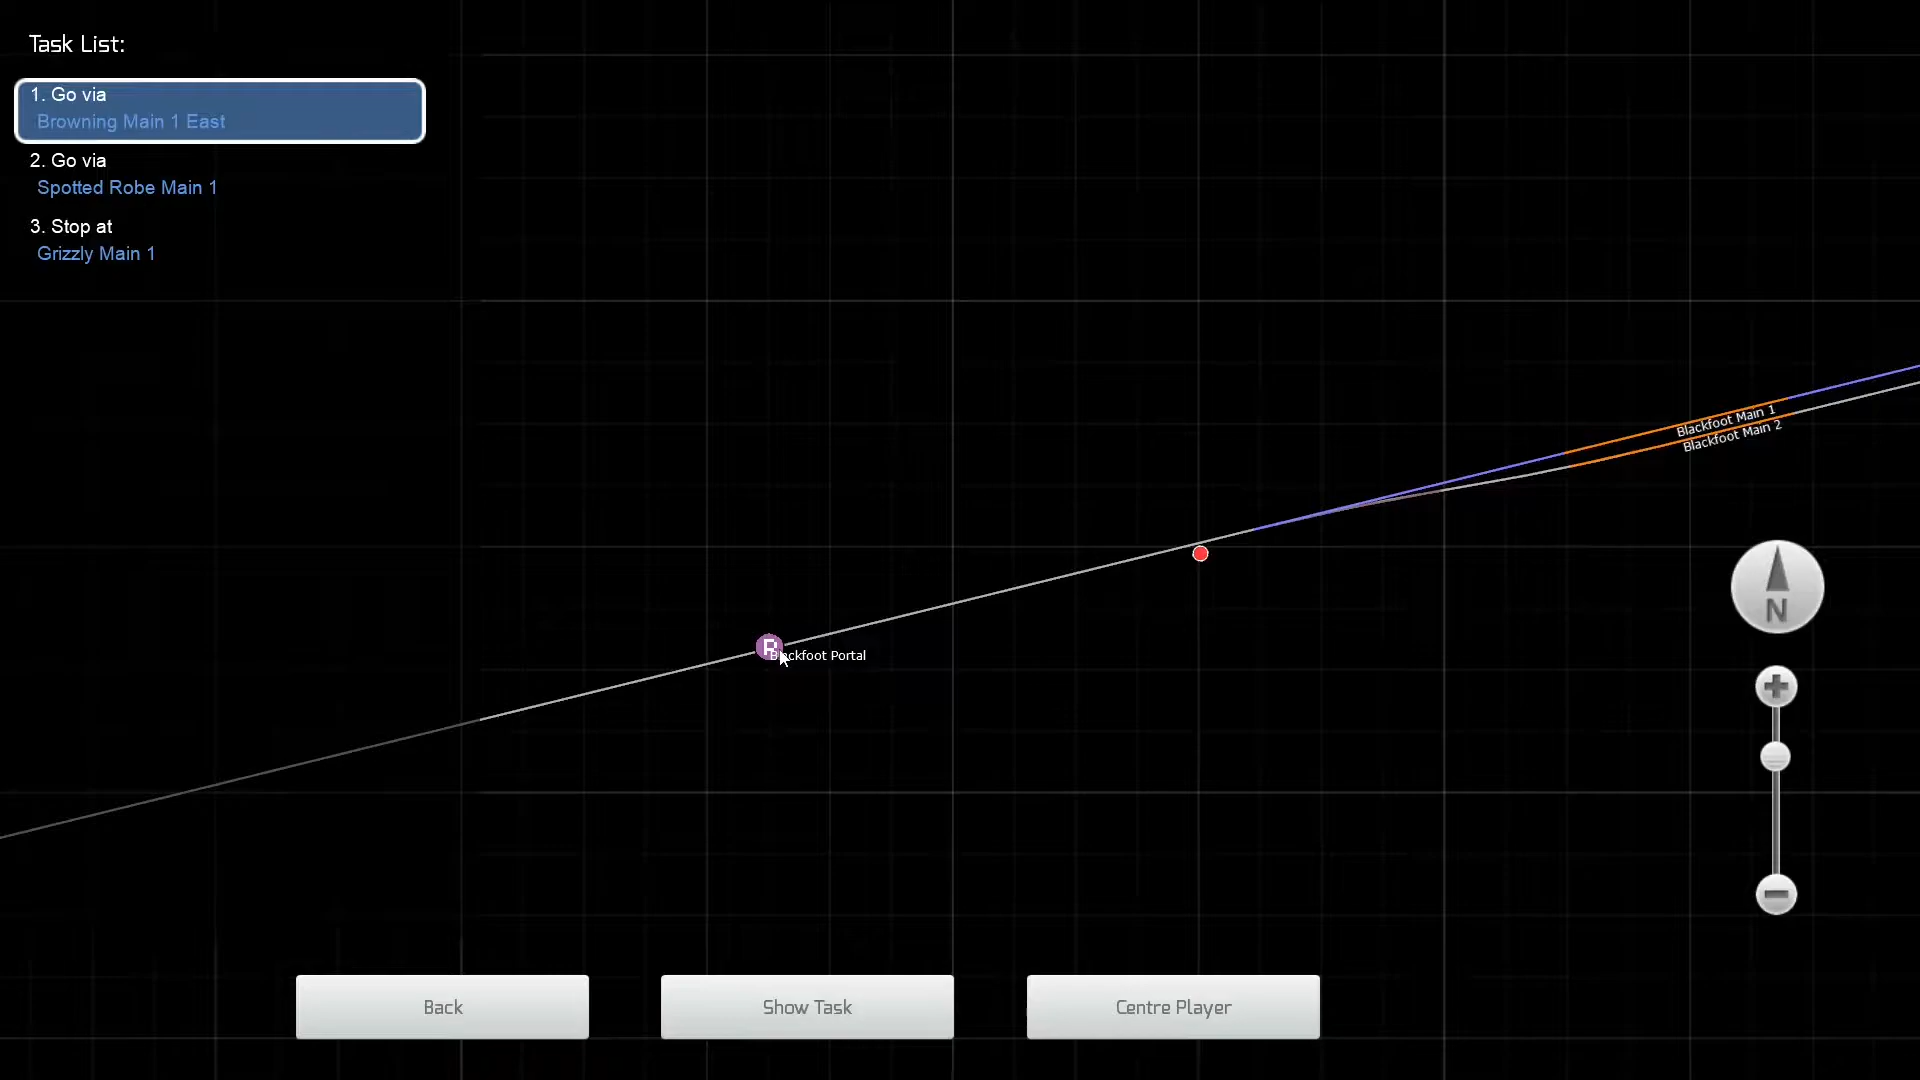 Task List:
1. Go via
Browning Main 1 East
2. Go via
Spotted Robe Main 1
3. Stop at
Grizzly Main 1
Blackfoot Main 1
Blackfoot Main 2
N
P
Blackfoot Portal
Back
Show Task
Centre Player